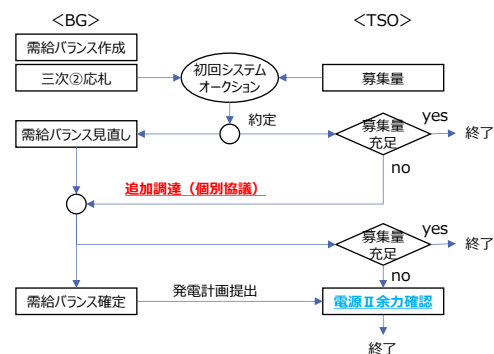 <BG>
<TSO>
需給バランス作成
三次②応札
初回システム
オークション
募集量
約定
需給バランス見直し
募集量
充足
yes
終了
no
追加調達（個別協議）
募集量
充足
yes
終了
no
需給バランス確定
発電計画提出
電源Ⅱ余力確認
終了